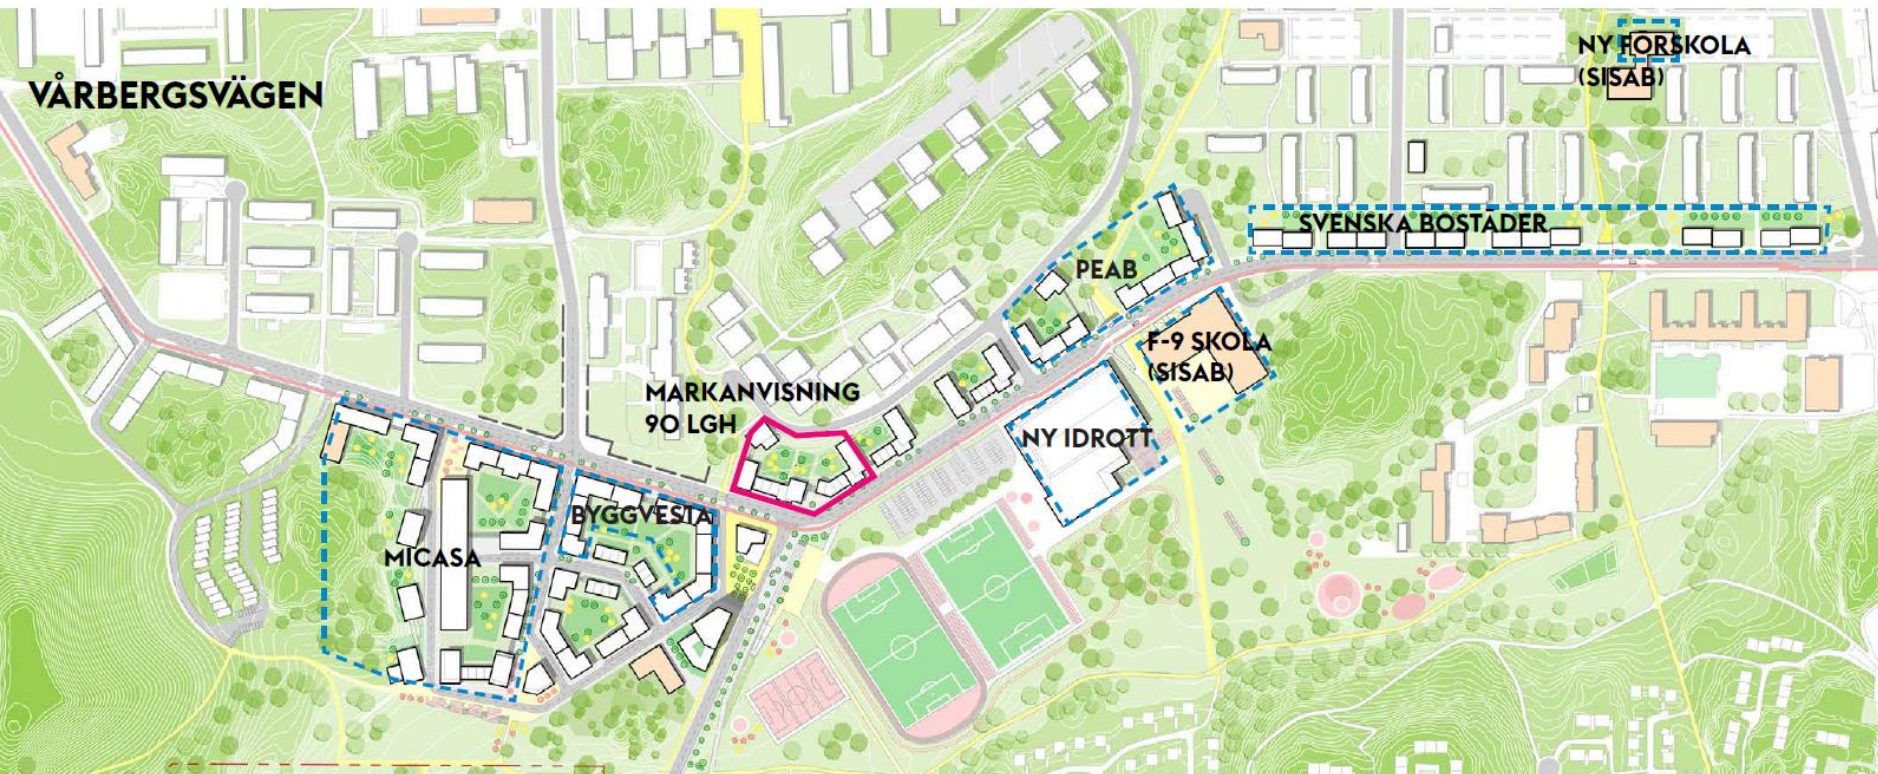 VÅRBERGSVÄGEN
NY FÖRSKOLA
(SISAB)
SVENSKA BOSTÄDER
PEAB
F-9 SKOLA
(SISAB)
MARKANVISNING
90 LGH
NY IDROTT
BYGGVESTA
MICASA